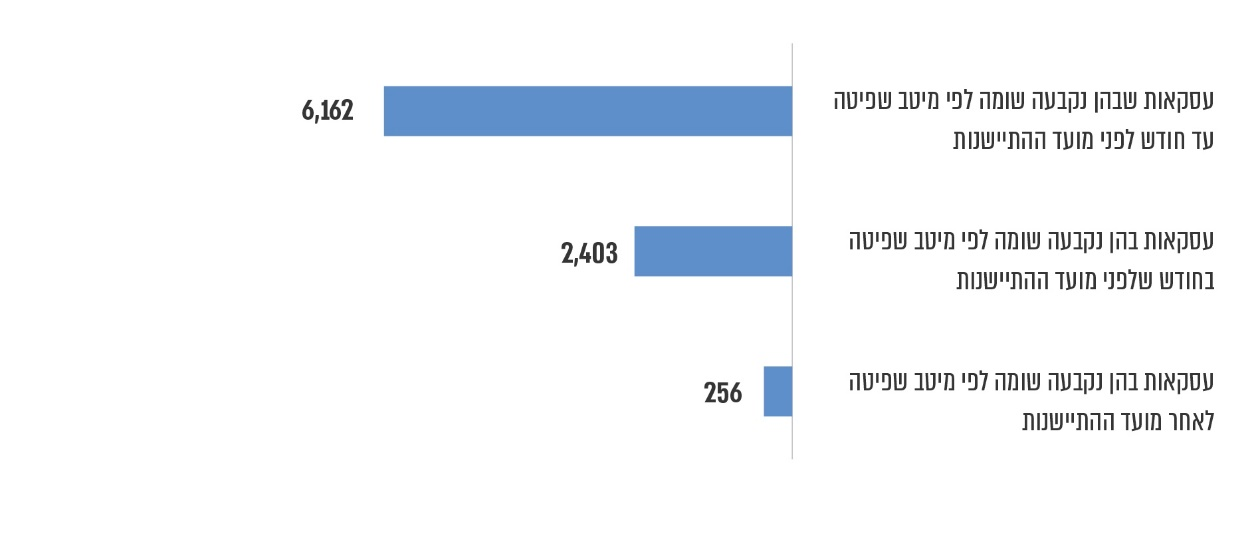 עסקאות שבהן נקבעה שומה לפי מיטב שפיטה
עד חודש לפני מועד ההתיישנות
6,162
עסקאות בהן נקבעה שומה לפי מיטב שפיטה
בחודש שלפני מועד ההתיישנות
2,403
עסקאות בהן נקבעה שומה לפי מיטב שפיטה
לאחר מועד ההתיישנות
256